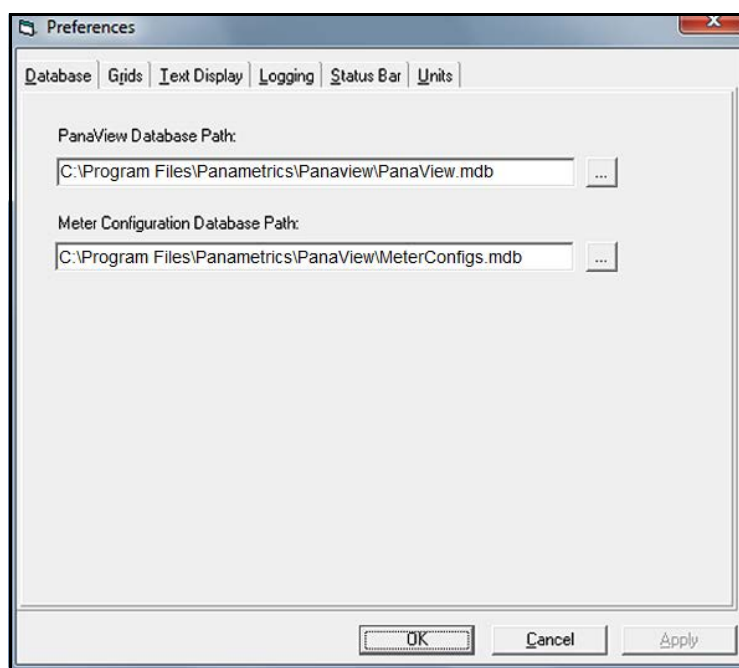 Preferences
Database Grids Text Display Logging Status Bar Units
PanaView Database Path:
C:\Program Files\Panametrics\Panaview\PanaView.mdb ...
Meter Configuration Database Path:
C:\Program Files\Panametrics\PanaView\MeterConfigs.mdb ...
OK Cancel Apply